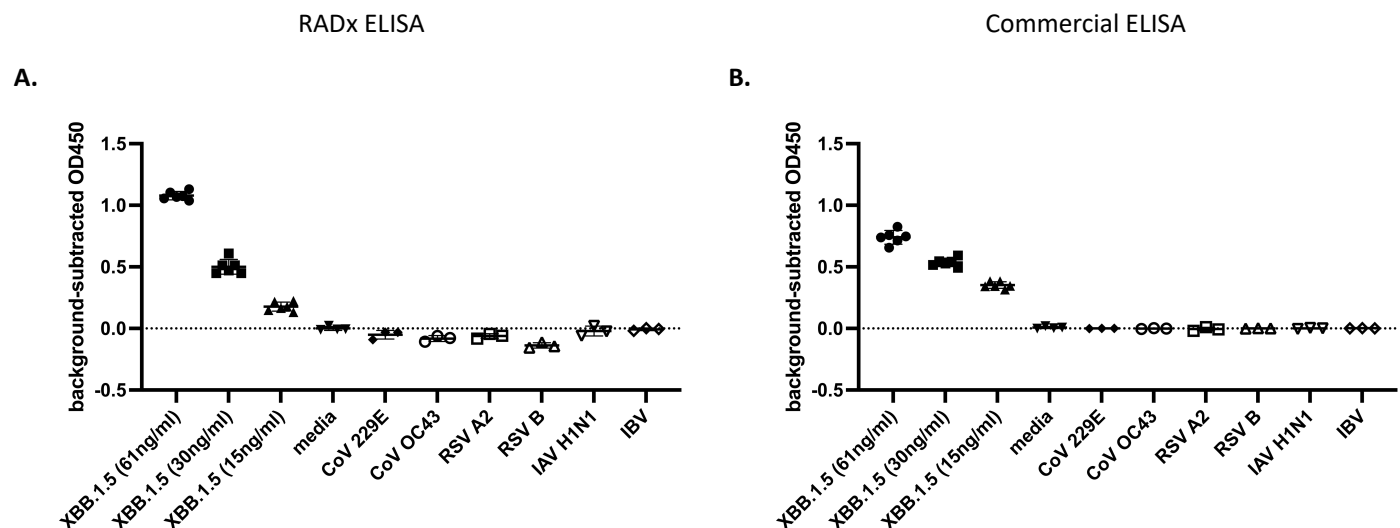 RADx ELISA
Commercial ELISA
A.
B.
background-subtracted OD450
1.5
1.0
0.5
0.0
-0.5
XBB.1.5 (61ng/ml)
XBB.1.5 (30ng/ml)
XBB.1.5 (15ng/ml)
media
CoV 229E
CoV OC43
RSV A2
RSV B
IAV H1N1
IBV
background-subtracted OD450
1.5
1.0
0.5
0.0
-0.5
XBB.1.5 (61ng/ml)
XBB.1.5 (30ng/ml)
XBB.1.5 (15ng/ml)
media
CoV 229E
CoV OC43
RSV A2
RSV B
IAV H1N1
IBV